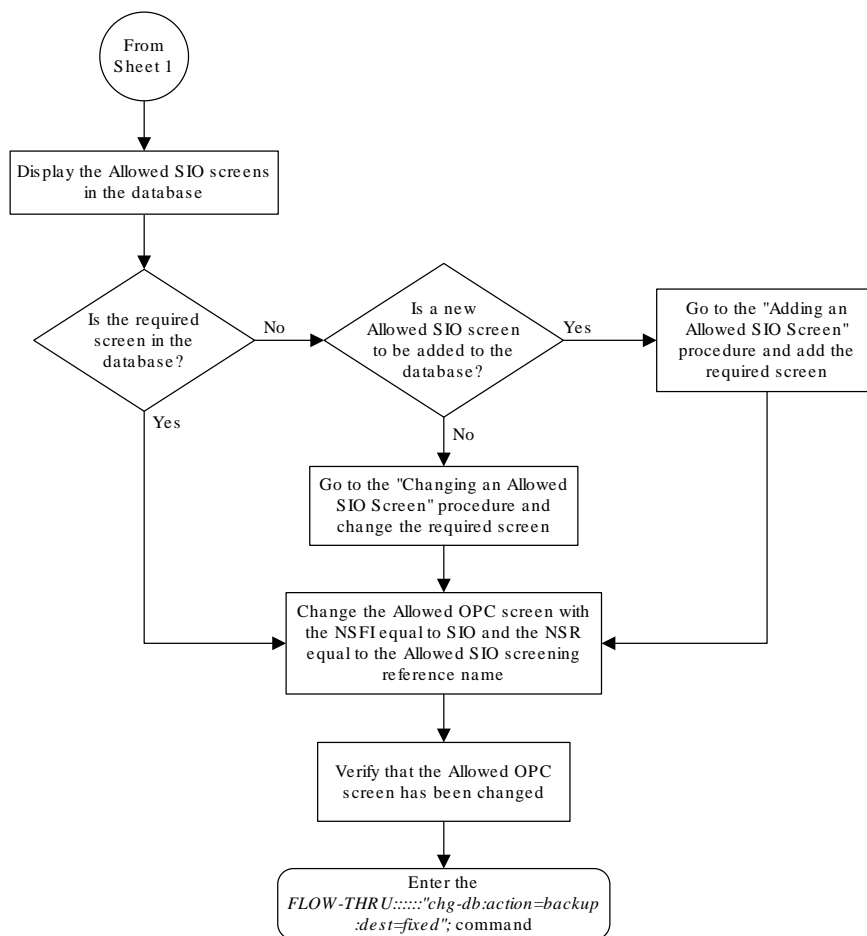 From
Sheet 1
Display the Allowed SIO screens
in the database
Is the required
screen in the
database?
No
Yes
Is a new
Allowed SIO screen
to be added to the
database?
Yes
No
Go to the "Adding an
Allowed SIO Screen"
procedure and add the
required screen
Go to the "Changing an Allowed
SIO Screen" procedure and
change the required screen
Change the Allowed OPC screen with
the NSFI equal to SIO and the NSR
equal to the Allowed SIO screening
reference name
Verify that the Allowed OPC
screen has been changed
Enter the
FLOW-THRU::::::"chg-db:action=backup
:dest=fixed"; command